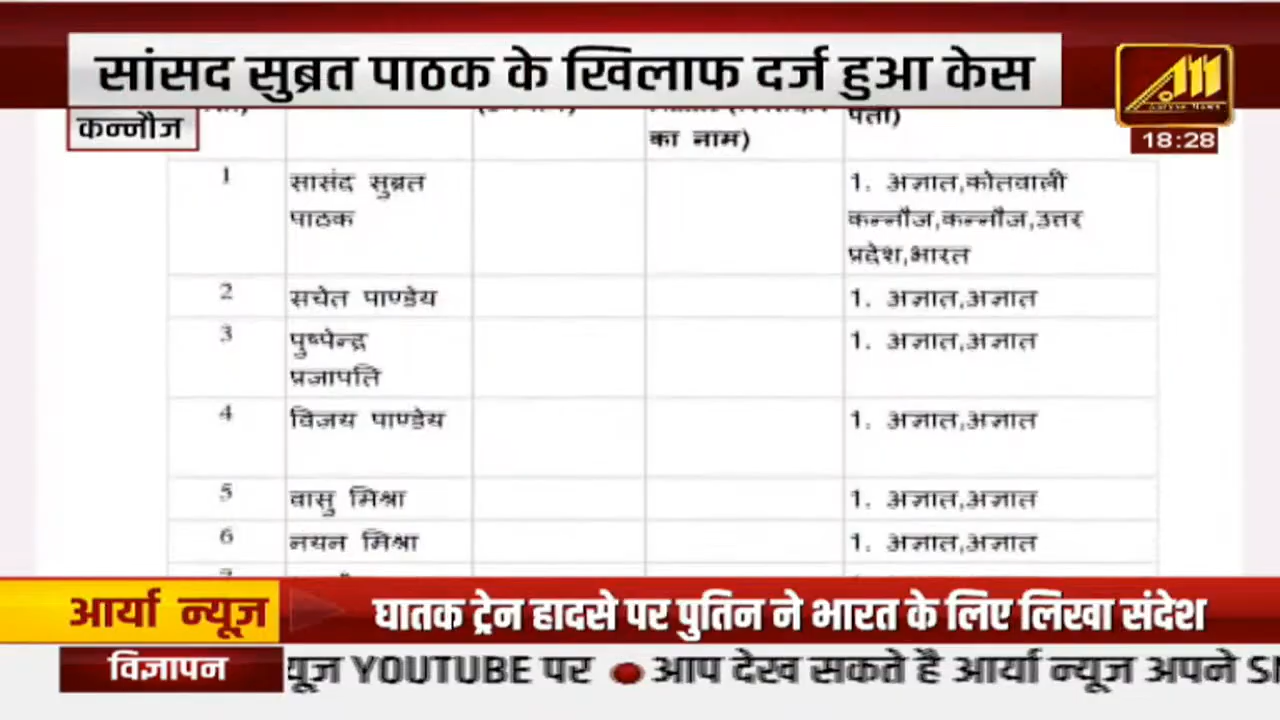 सांसद सुब्रत पाठक के खिलाफ दर्ज हुआ केस
कन्नौज
18:28
का नाम)
पता)
1 सासंद सुब्रत 1. अज्ञात,कोतवाली
पाठक कन्नौज,कन्नौज,उत्तर
प्रदेश,भारत
2 सचेत पाण्डेय 1. अज्ञात,अज्ञात
3 पुष्पेन्द्र 1. अज्ञात,अज्ञात
प्रजापति
4 विजय पाण्डेय 1. अज्ञात,अज्ञात
5 वासु मिश्रा 1. अज्ञात,अज्ञात
6 नयन मिश्रा 1. अज्ञात,अज्ञात
आर्या न्यूज़ घातक ट्रेन हादसे पर पुतिन ने भारत के लिए लिखा संदेश
विज्ञापन यूज YOUTUBE पर आप देख सकते है आर्या न्यूज अपने